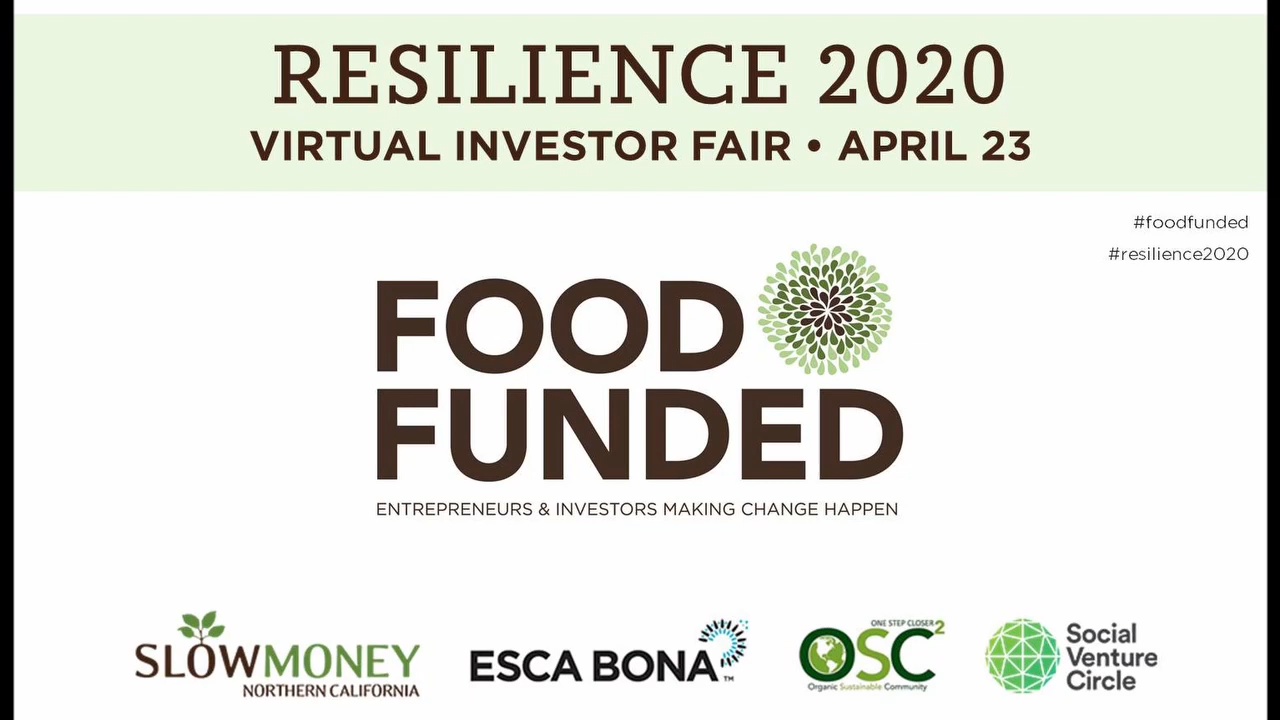 RESILIENCE 2020
VIRTUAL INVESTOR FAIR • APRIL 23
#foodfunded
#resilience2020
FOOD
FUNDED
ENTREPRENEURS & INVESTORS MAKING CHANGE HAPPEN
SLOWMONEY
NORTHERN CALIFORNIA
ESCA BONA™
ONE STEP CLOSER
OSC²
Organic Sustainable Community
Social
Venture
Circle